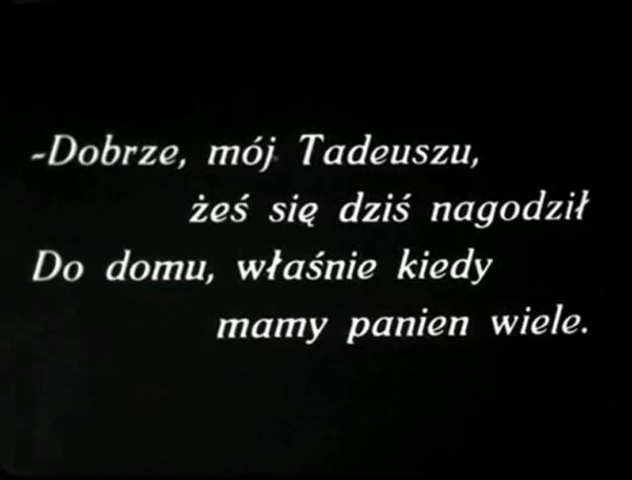 -Dobrze, mój Tadeuszu,
żeś się dziś nagodził
Do domu, właśnie kiedy
mamy panien wiele.